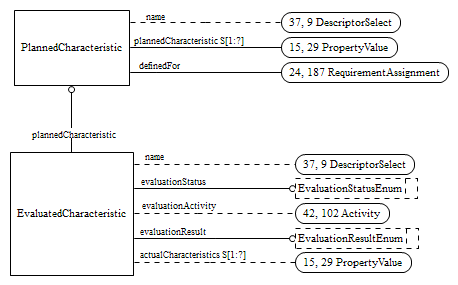 name
37, 9 DescriptorSelect
PlannedCharacteristic
plannedCharacteristic S[1:?]
15, 29 PropertyValue
definedFor
24, 187 RequirementAssignment
plannedCharacteristic
name
37, 9 DescriptorSelect
evaluationStatus
EvaluationStatusEnum
EvaluatedCharacteristic
evaluationActivity
42, 102 Activity
evaluationResult
EvaluationResultEnum
actualCharacteristics S[1:?]
15, 29 PropertyValue